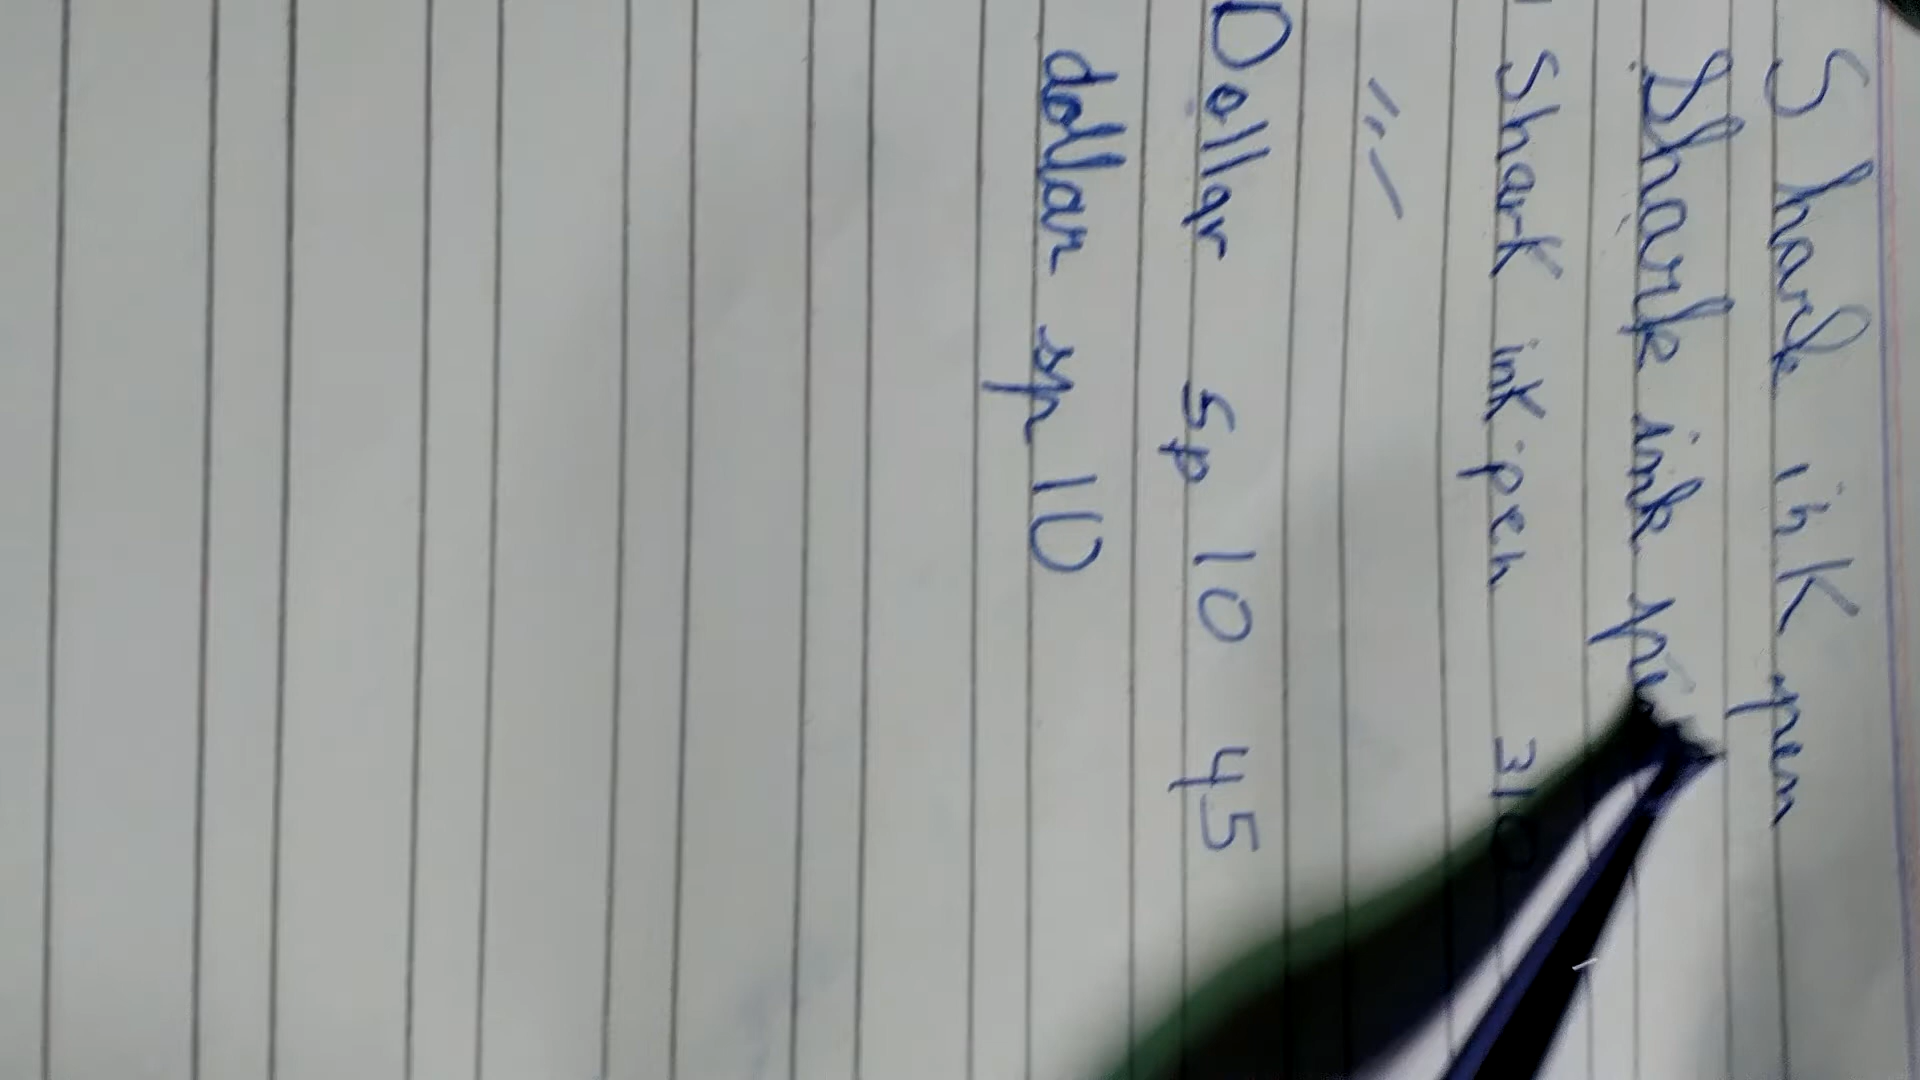 Shark ink pen
Shark ink
Shark ink pen
Dollar Sp 10 45
dollar sp 10